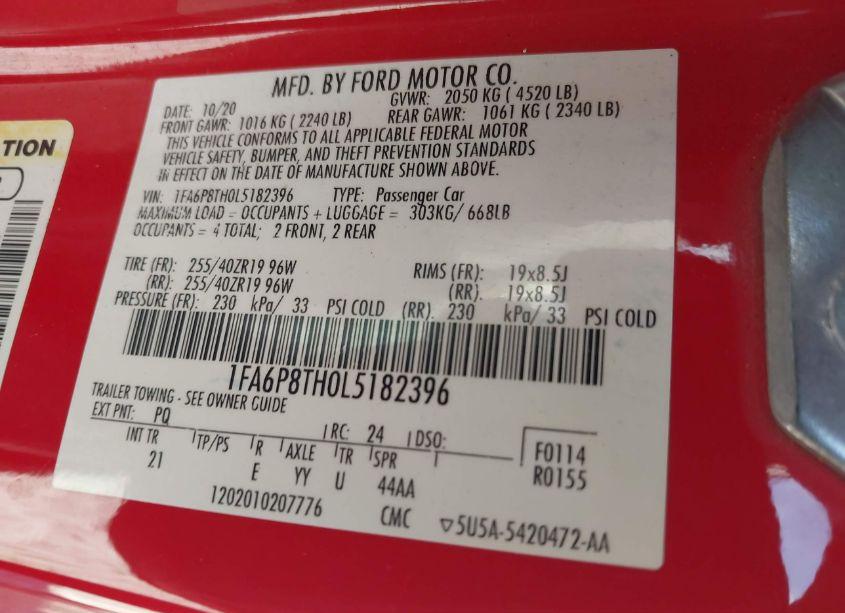 MFD. BY FORD MOTOR CO.
DATE: 10/20 GVWR: 2050 KG ( 4520 LB)
FRONT GAWR: 1016 KG ( 2240 LB) REAR GAWR: 1061 KG ( 2340 LB)
THIS VEHICLE CONFORMS TO ALL APPLICABLE FEDERAL MOTOR
VEHICLE SAFETY, BUMPER, AND THEFT PREVENTION STANDARDS
IN EFFECT ON THE DATE OF MANUFACTURE SHOWN ABOVE.
VIN: 1FA6P8TH0L5182396 TYPE: Passenger Car
MAXIMUM LOAD = OCCUPANTS + LUGGAGE = 303KG/ 668LB
OCCUPANTS = 4 TOTAL; 2 FRONT, 2 REAR
TIRE (FR): 255/40ZR19 96W RIMS (FR): 19x8.5J
(RR): 255/40ZR19 96W (RR). 19x8.5J
PRESSURE (FR): 230 kPa/ 33 PSI COLD (RR). 230 kPa/ 33 PSI COLD
1FA6P8TH0L5182396
TRAILER TOWING - SEE OWNER GUIDE
EXT PNT: PQ RC: 24 DSO:
INT TR TP/PS R AXLE TR SPR F0114
21 E YY U 44AA R0155
1202010207776 CMC ▽5U5A-5420472-AA
TION